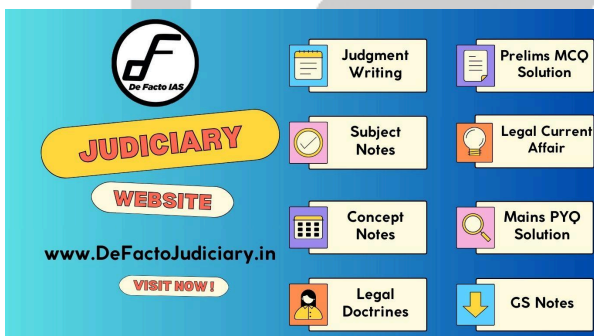 De Facto IAS
JUDICIARY
WEBSITE
www.DeFactoJudiciary.in
VISIT NOW!
Judgment
Writing
Prelims MCQ
Solution
Subject
Notes
Legal Current
Affair
Concept
Notes
Mains PYQ
Solution
Legal
Doctrines
GS Notes